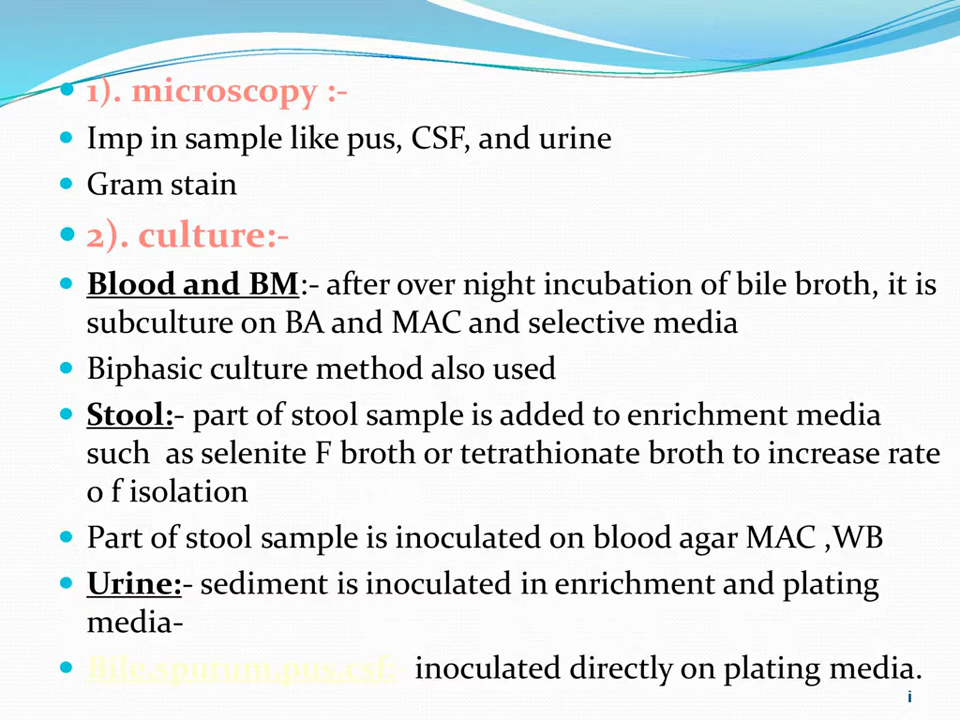 1). microscopy :-
Imp in sample like pus, CSF, and urine
Gram stain
2). culture:-
Blood and BM:- after over night incubation of bile broth, it is
subculture on BA and MAC and selective media
Biphasic culture method also used
Stool:- part of stool sample is added to enrichment media
such as selenite F broth or tetrathionate broth to increase rate
o f isolation
Part of stool sample is inoculated on blood agar MAC ,WB
Urine:- sediment is inoculated in enrichment and plating
media-
Bile,sputum,pus,csf:- inoculated directly on plating media.
i